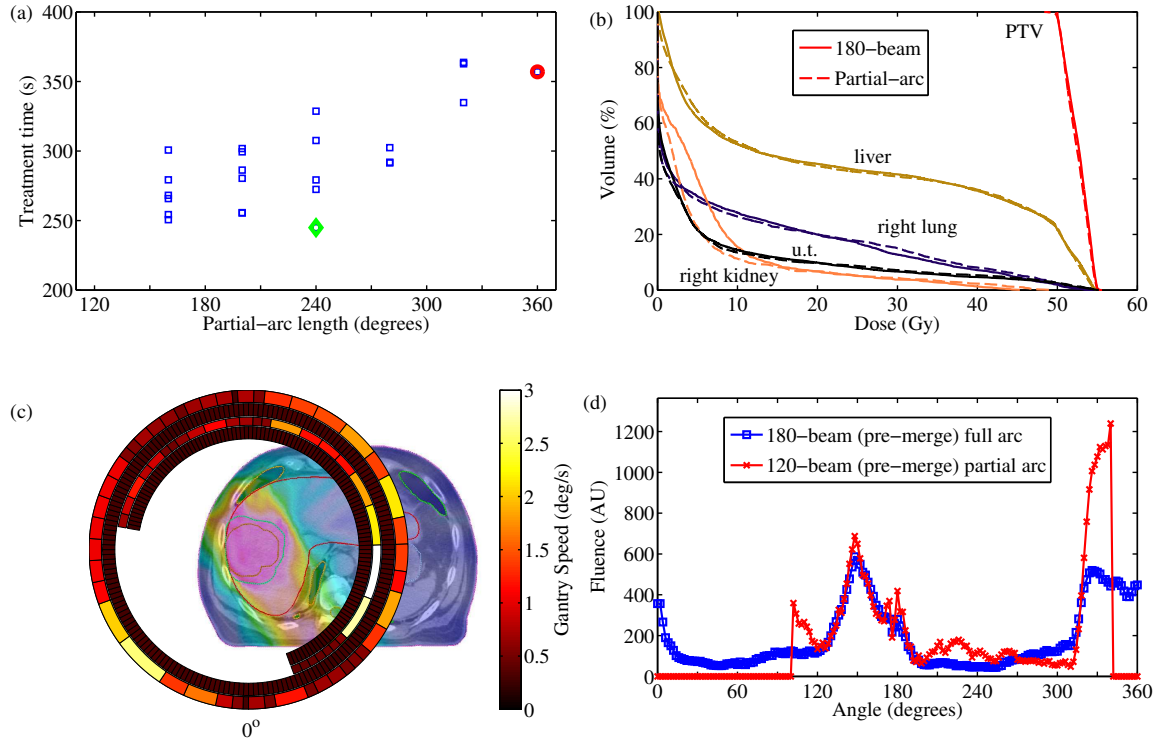 (a)
400
350
300
250
200
Treatment time (s)
120
180
240
300
360
Partial−arc length (degrees)
(b)
100
80
60
40
20
0
Volume (%)
PTV
180−beam
Partial−arc
liver
right lung
u.t.
right kidney
0
10
20
30
40
50
60
Dose (Gy)
(c)
0°
3
2.5
2
1.5
1
0.5
0
Gantry Speed (deg/s)
(d)
1200
1000
800
600
400
200
0
Fluence (AU)
180−beam (pre−merge) full arc
120−beam (pre−merge) partial arc
0
60
120
180
240
300
360
Angle (degrees)